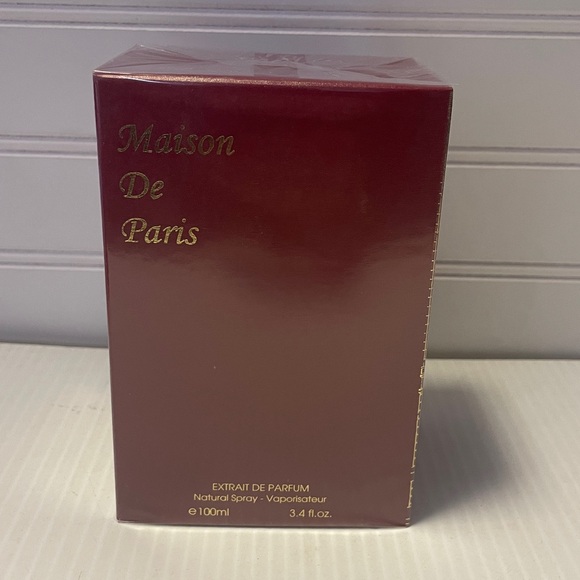 Maison
De
Paris
EXTRAIT DE PARFUM
Natural Spray - Vaporisateur
℮100ml 3.4 fl.oz.